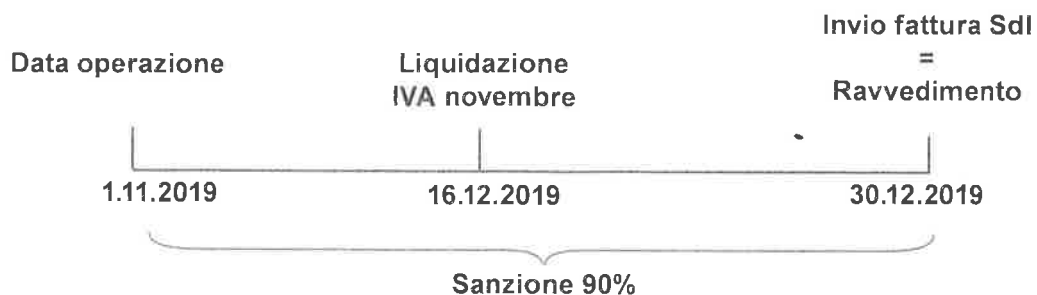 Invio fattura SdI
=
Ravvedimento
Data operazione
Liquidazione
IVA novembre
1.11.2019
16.12.2019
30.12.2019
Sanzione 90%